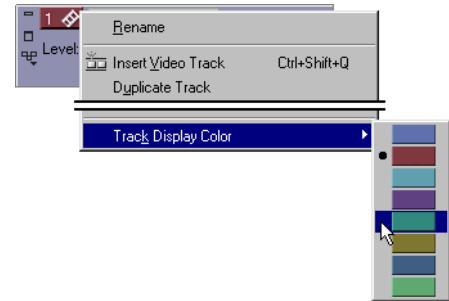 1
Level:
Rename
Insert Video Track Ctrl+Shift+Q
Duplicate Track
Track Display Color